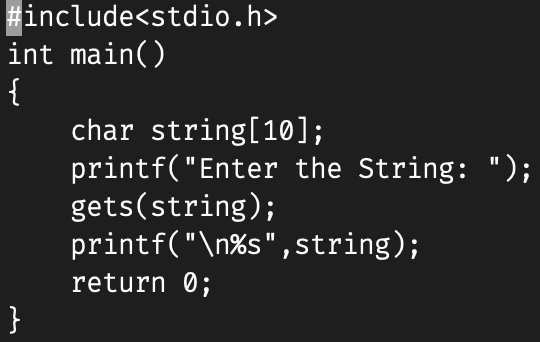 #include<stdio.h>
int main()
{
    char string[10];
    printf("Enter the String: ");
    gets(string);
    printf("\n%s",string);
    return 0;
}